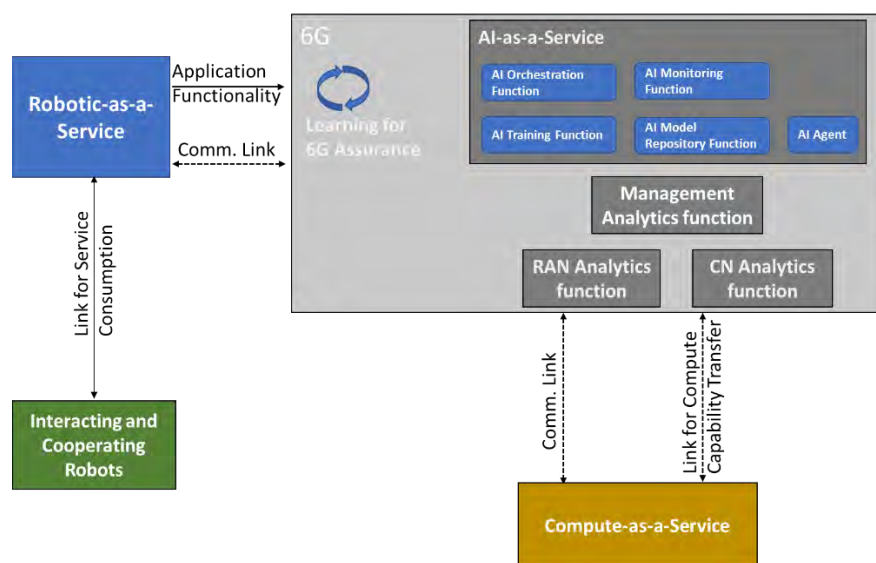 6G
AI-as-a-Service
AI Orchestration
Function
AI Monitoring
Function
AI Training Function
AI Model
Repository Function
AI Agent
Learning for
6G Assurance
Robotic-as-a-
Service
Application
Functionality
Comm. Link
Management
Analytics function
RAN Analytics
function
CN Analytics
function
Link for Service
Consumption
Comm. Link
Link for Compute
Capability Transfer
Interacting and
Cooperating
Robots
Compute-as-a-Service